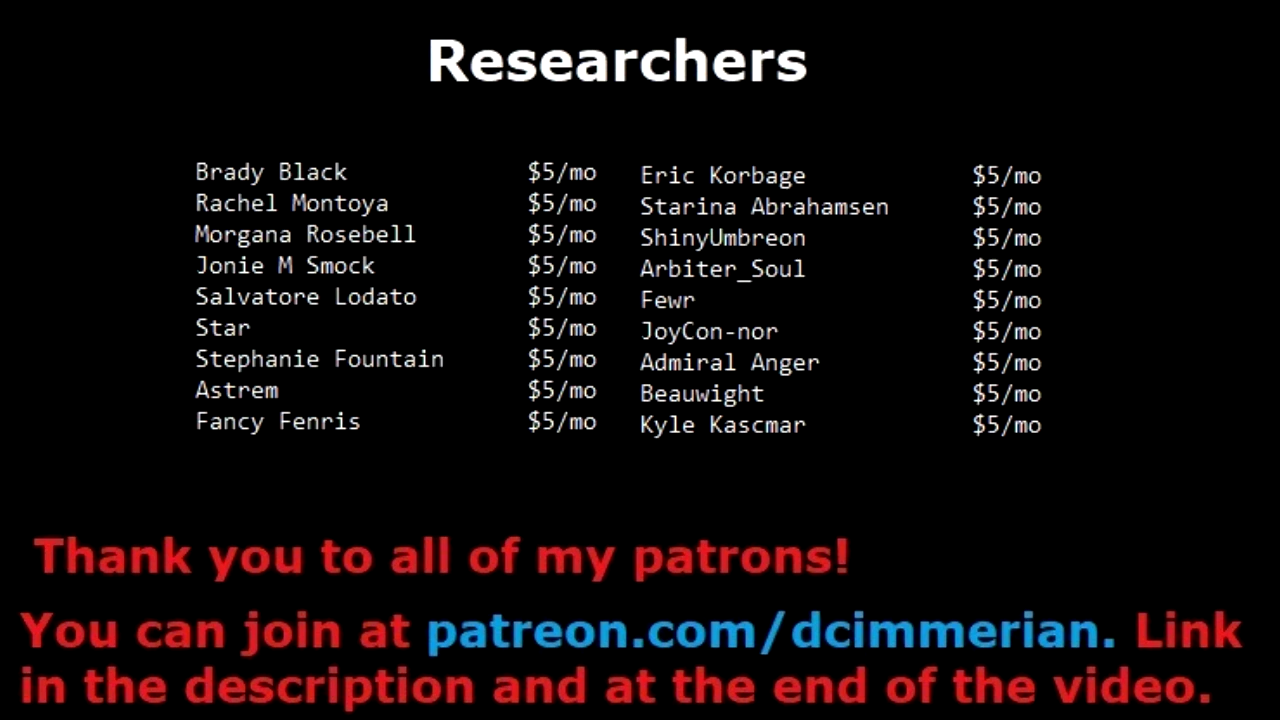 Researchers
Brady Black $5/mo
Rachel Montoya $5/mo
Morgana Rosebell $5/mo
Jonie M Smock $5/mo
Salvatore Lodato $5/mo
Star $5/mo
Stephanie Fountain $5/mo
Astrem $5/mo
Fancy Fenris $5/mo
Eric Korbage $5/mo
Starina Abrahamsen $5/mo
ShinyUmbreon $5/mo
Arbiter_Soul $5/mo
Fewr $5/mo
JoyCon-nor $5/mo
Admiral Anger $5/mo
Beauwight $5/mo
Kyle Kascmar $5/mo
Thank you to all of my patrons!
You can join at patreon.com/dcimmerian. Link
in the description and at the end of the video.